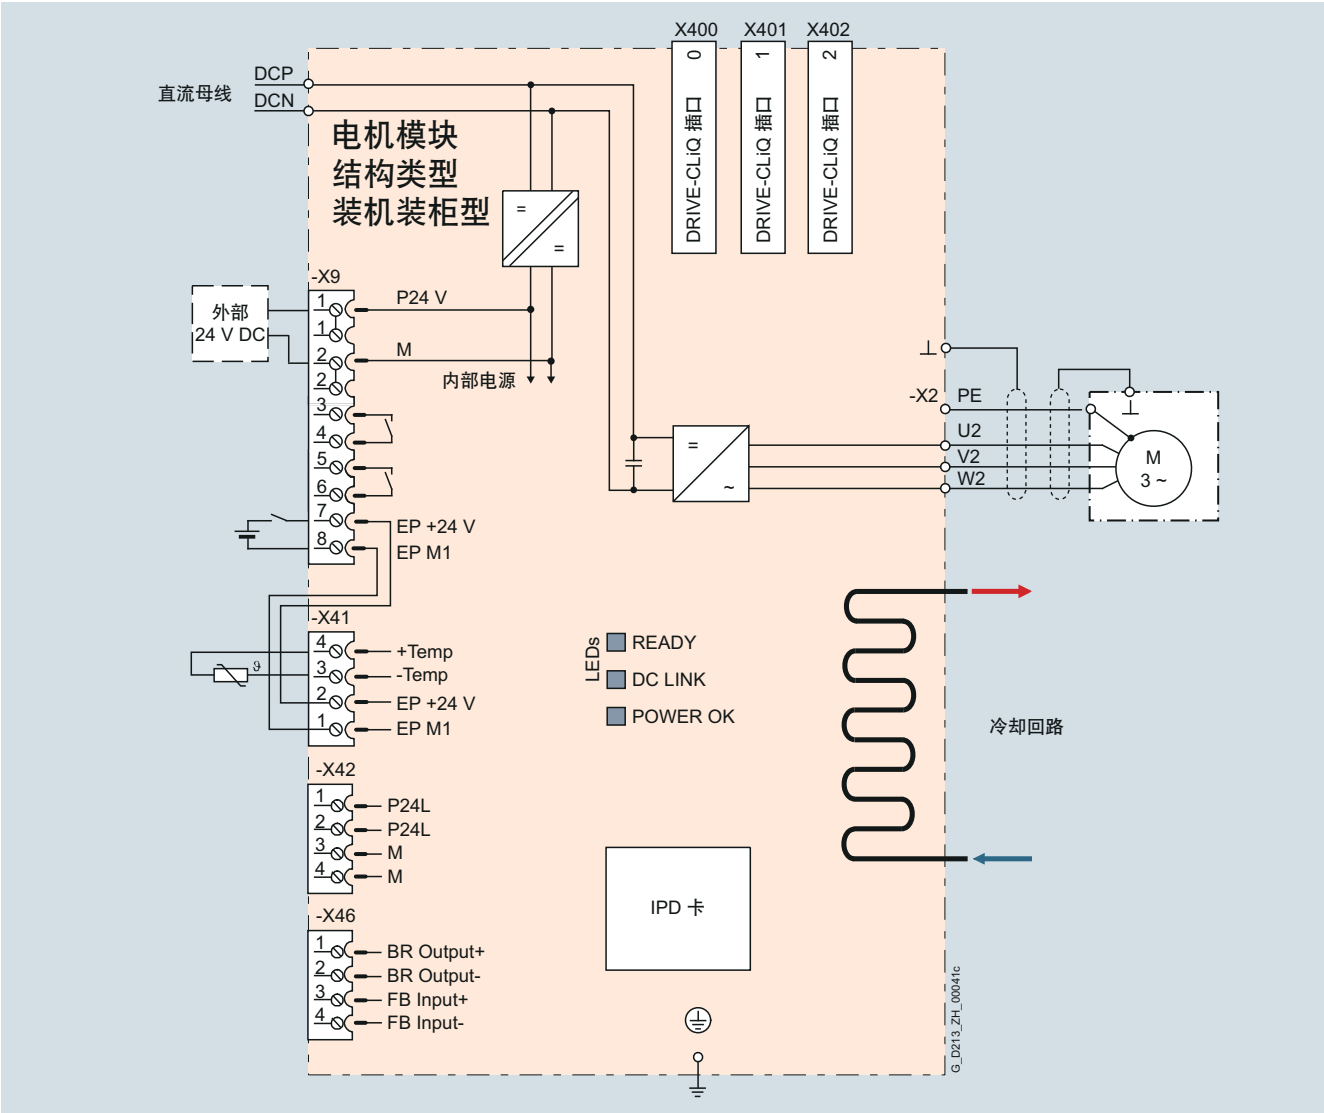 X400 X401 X402
0 DRIVE-CLiQ 插口
1 DRIVE-CLiQ 插口
2 DRIVE-CLiQ 插口
直流母线
DCP
DCN
电机模块
结构类型
装机装柜型
=
=
-X9
外部
24 V DC
1 P24 V
1
2 M
2
内部电源
3
4
5
6
7 EP +24 V
8 EP M1
=
~
⊥
-X2 PE
U2
V2
W2
⊥
M
3 ~
-X41
4 +Temp
3 -Temp
2 EP +24 V
1 EP M1
ϑ
LEDs
READY
DC LINK
POWER OK
冷却回路
-X42
1 P24L
2 P24L
3 M
4 M
IPD 卡
-X46
1 BR Output+
2 BR Output-
3 FB Input+
4 FB Input-
G_D213_ZH_00041c